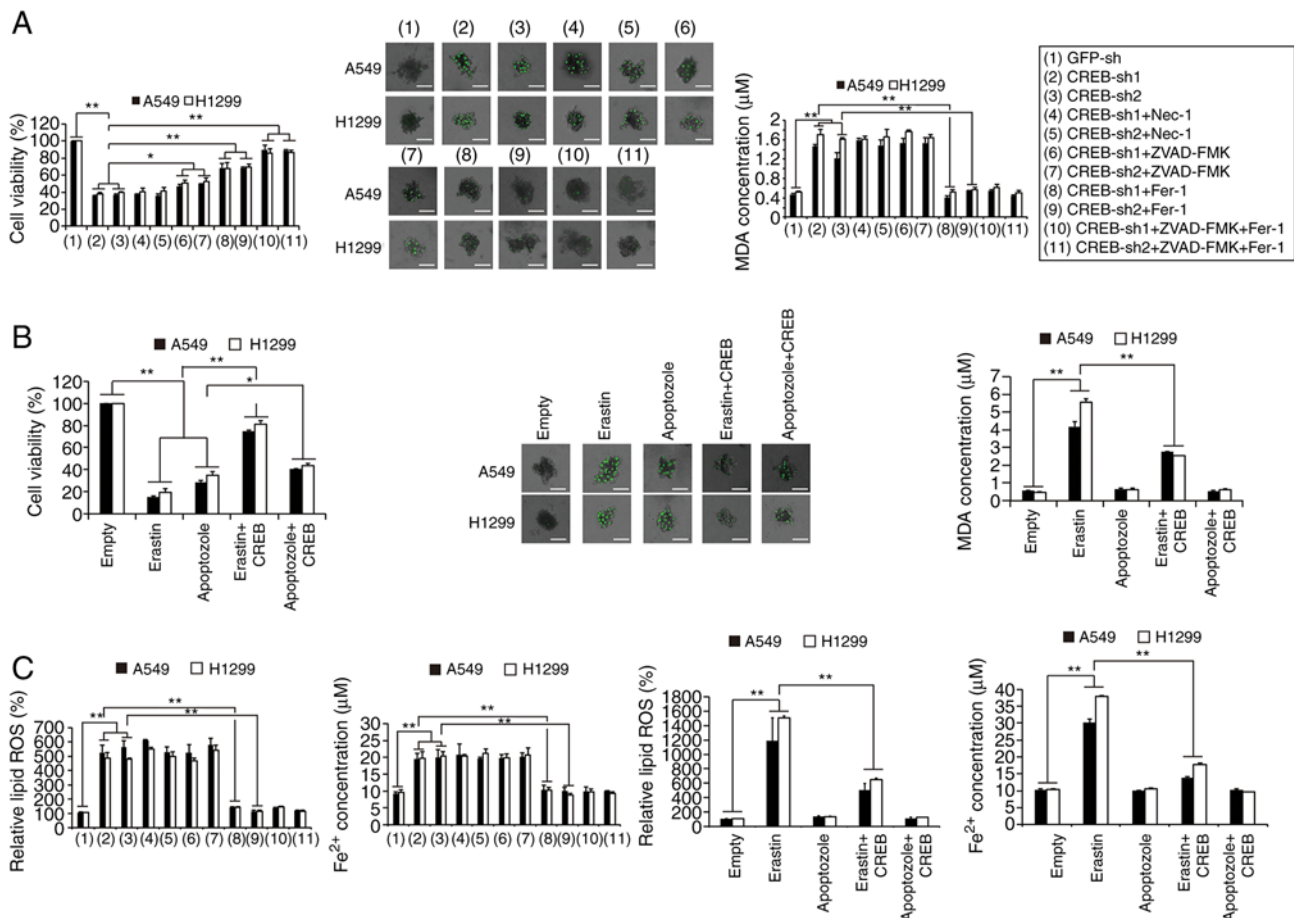 A
A549 H1299
Cell viability (%)
120
100
80
60
40
20
0
** ** ** *
(1) (2) (3) (4) (5) (6) (7) (8) (9) (10) (11)
(1) (2) (3) (4) (5) (6)
A549
H1299
(7) (8) (9) (10) (11)
A549
H1299
A549 H1299
MDA concentration (μM)
2
1.6
1.2
0.8
0.4
0
** ** **
(1) (2) (3) (4) (5) (6) (7) (8) (9) (10) (11)
(1) GFP-sh
(2) CREB-sh1
(3) CREB-sh2
(4) CREB-sh1+Nec-1
(5) CREB-sh2+Nec-1
(6) CREB-sh1+ZVAD-FMK
(7) CREB-sh2+ZVAD-FMK
(8) CREB-sh1+Fer-1
(9) CREB-sh2+Fer-1
(10) CREB-sh1+ZVAD-FMK+Fer-1
(11) CREB-sh2+ZVAD-FMK+Fer-1
B
A549 H1299
Cell viability (%)
120
100
80
60
40
20
0
** ** *
Empty
Erastin
Apoptozole
Erastin+
CREB
Apoptozole+
CREB
Empty
Erastin
Apoptozole
Erastin+CREB
Apoptozole+CREB
A549
H1299
A549 H1299
MDA concentration (μM)
7
6
5
4
3
2
1
0
** **
Empty
Erastin
Apoptozole
Erastin+
CREB
Apoptozole+
CREB
C
A549 H1299
Relative lipid ROS (%)
700
600
500
400
300
200
100
0
** ** **
(1) (2) (3) (4) (5) (6) (7) (8) (9) (10) (11)
A549 H1299
Fe2+ concentration (μM)
30
25
20
15
10
5
0
** ** **
(1) (2) (3) (4) (5) (6) (7) (8) (9) (10) (11)
A549 H1299
Relative lipid ROS (%)
1800
1600
1400
1200
1000
800
600
400
200
0
** **
Empty
Erastin
Apoptozole
Erastin+
CREB
Apoptozole+
CREB
A549 H1299
Fe2+ concentration (μM)
45
40
35
30
25
20
15
10
5
0
** **
Empty
Erastin
Apoptozole
Erastin+
CREB
Apoptozole+
CREB